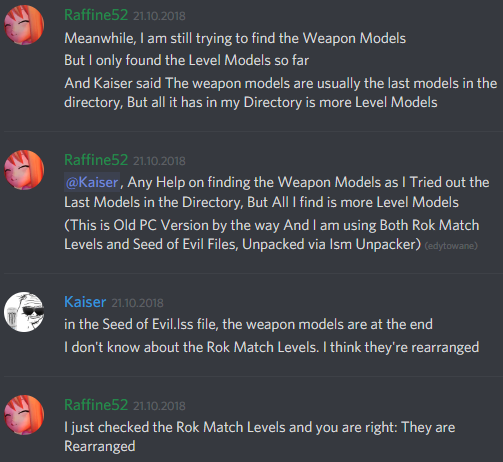 Raffine52 21.10.2018
Meanwhile, I am still trying to find the Weapon Models
But I only found the Level Models so far
And Kaiser said The weapon models are usually the last models in the
directory, But all it has in my Directory is more Level Models
Raffine52 21.10.2018
@Kaiser, Any Help on finding the Weapon Models as I Tried out the
Last Models in the Directory, But All I find is more Level Models
(This is Old PC Version by the way And I am using Both Rok Match
Levels and Seed of Evil Files, Unpacked via lsm Unpacker) (edytowane)
Kaiser 21.10.2018
in the Seed of Evil.lss file, the weapon models are at the end
I don't know about the Rok Match Levels. I think they're rearranged
Raffine52 21.10.2018
I just checked the Rok Match Levels and you are right: They are
Rearranged